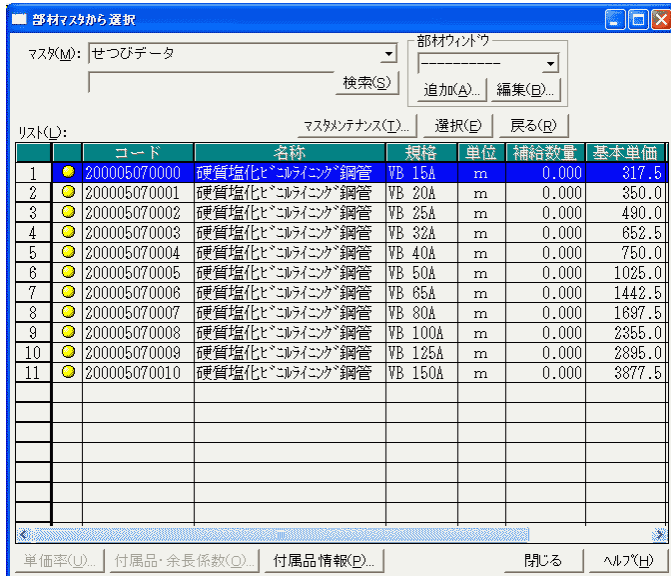 部材ﾏｽﾀから選択
マスタ(M): せつびデータ
検索(S)
部材ｳｨﾝﾄﾞｳ
----------
追加(A)... 編集(B)...
リスト(L): マスタメンテナンス(T)... 選択(E) 戻る(R)
コード 名称 規格 単位 補給数量 基本単価
1 200005070000 硬質塩化ﾋﾞﾆﾙﾗｲﾆﾝｸﾞ鋼管 VB 15A m 0.000 317.5
2 200005070001 硬質塩化ﾋﾞﾆﾙﾗｲﾆﾝｸﾞ鋼管 VB 20A m 0.000 350.0
3 200005070002 硬質塩化ﾋﾞﾆﾙﾗｲﾆﾝｸﾞ鋼管 VB 25A m 0.000 490.0
4 200005070003 硬質塩化ﾋﾞﾆﾙﾗｲﾆﾝｸﾞ鋼管 VB 32A m 0.000 652.5
5 200005070004 硬質塩化ﾋﾞﾆﾙﾗｲﾆﾝｸﾞ鋼管 VB 40A m 0.000 750.0
6 200005070005 硬質塩化ﾋﾞﾆﾙﾗｲﾆﾝｸﾞ鋼管 VB 50A m 0.000 1025.0
7 200005070006 硬質塩化ﾋﾞﾆﾙﾗｲﾆﾝｸﾞ鋼管 VB 65A m 0.000 1442.5
8 200005070007 硬質塩化ﾋﾞﾆﾙﾗｲﾆﾝｸﾞ鋼管 VB 80A m 0.000 1697.5
9 200005070008 硬質塩化ﾋﾞﾆﾙﾗｲﾆﾝｸﾞ鋼管 VB 100A m 0.000 2355.0
10 200005070009 硬質塩化ﾋﾞﾆﾙﾗｲﾆﾝｸﾞ鋼管 VB 125A m 0.000 2895.0
11 200005070010 硬質塩化ﾋﾞﾆﾙﾗｲﾆﾝｸﾞ鋼管 VB 150A m 0.000 3877.5
単価率(U)... 付属品・余長係数(O)... 付属品情報(P)... 閉じる ﾍﾙﾌﾟ(H)